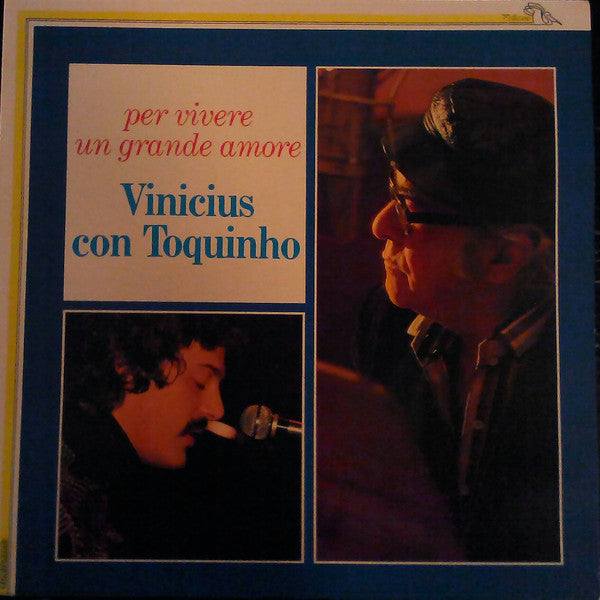 per vivere
un grande amore
Vinicius
con Toquinho